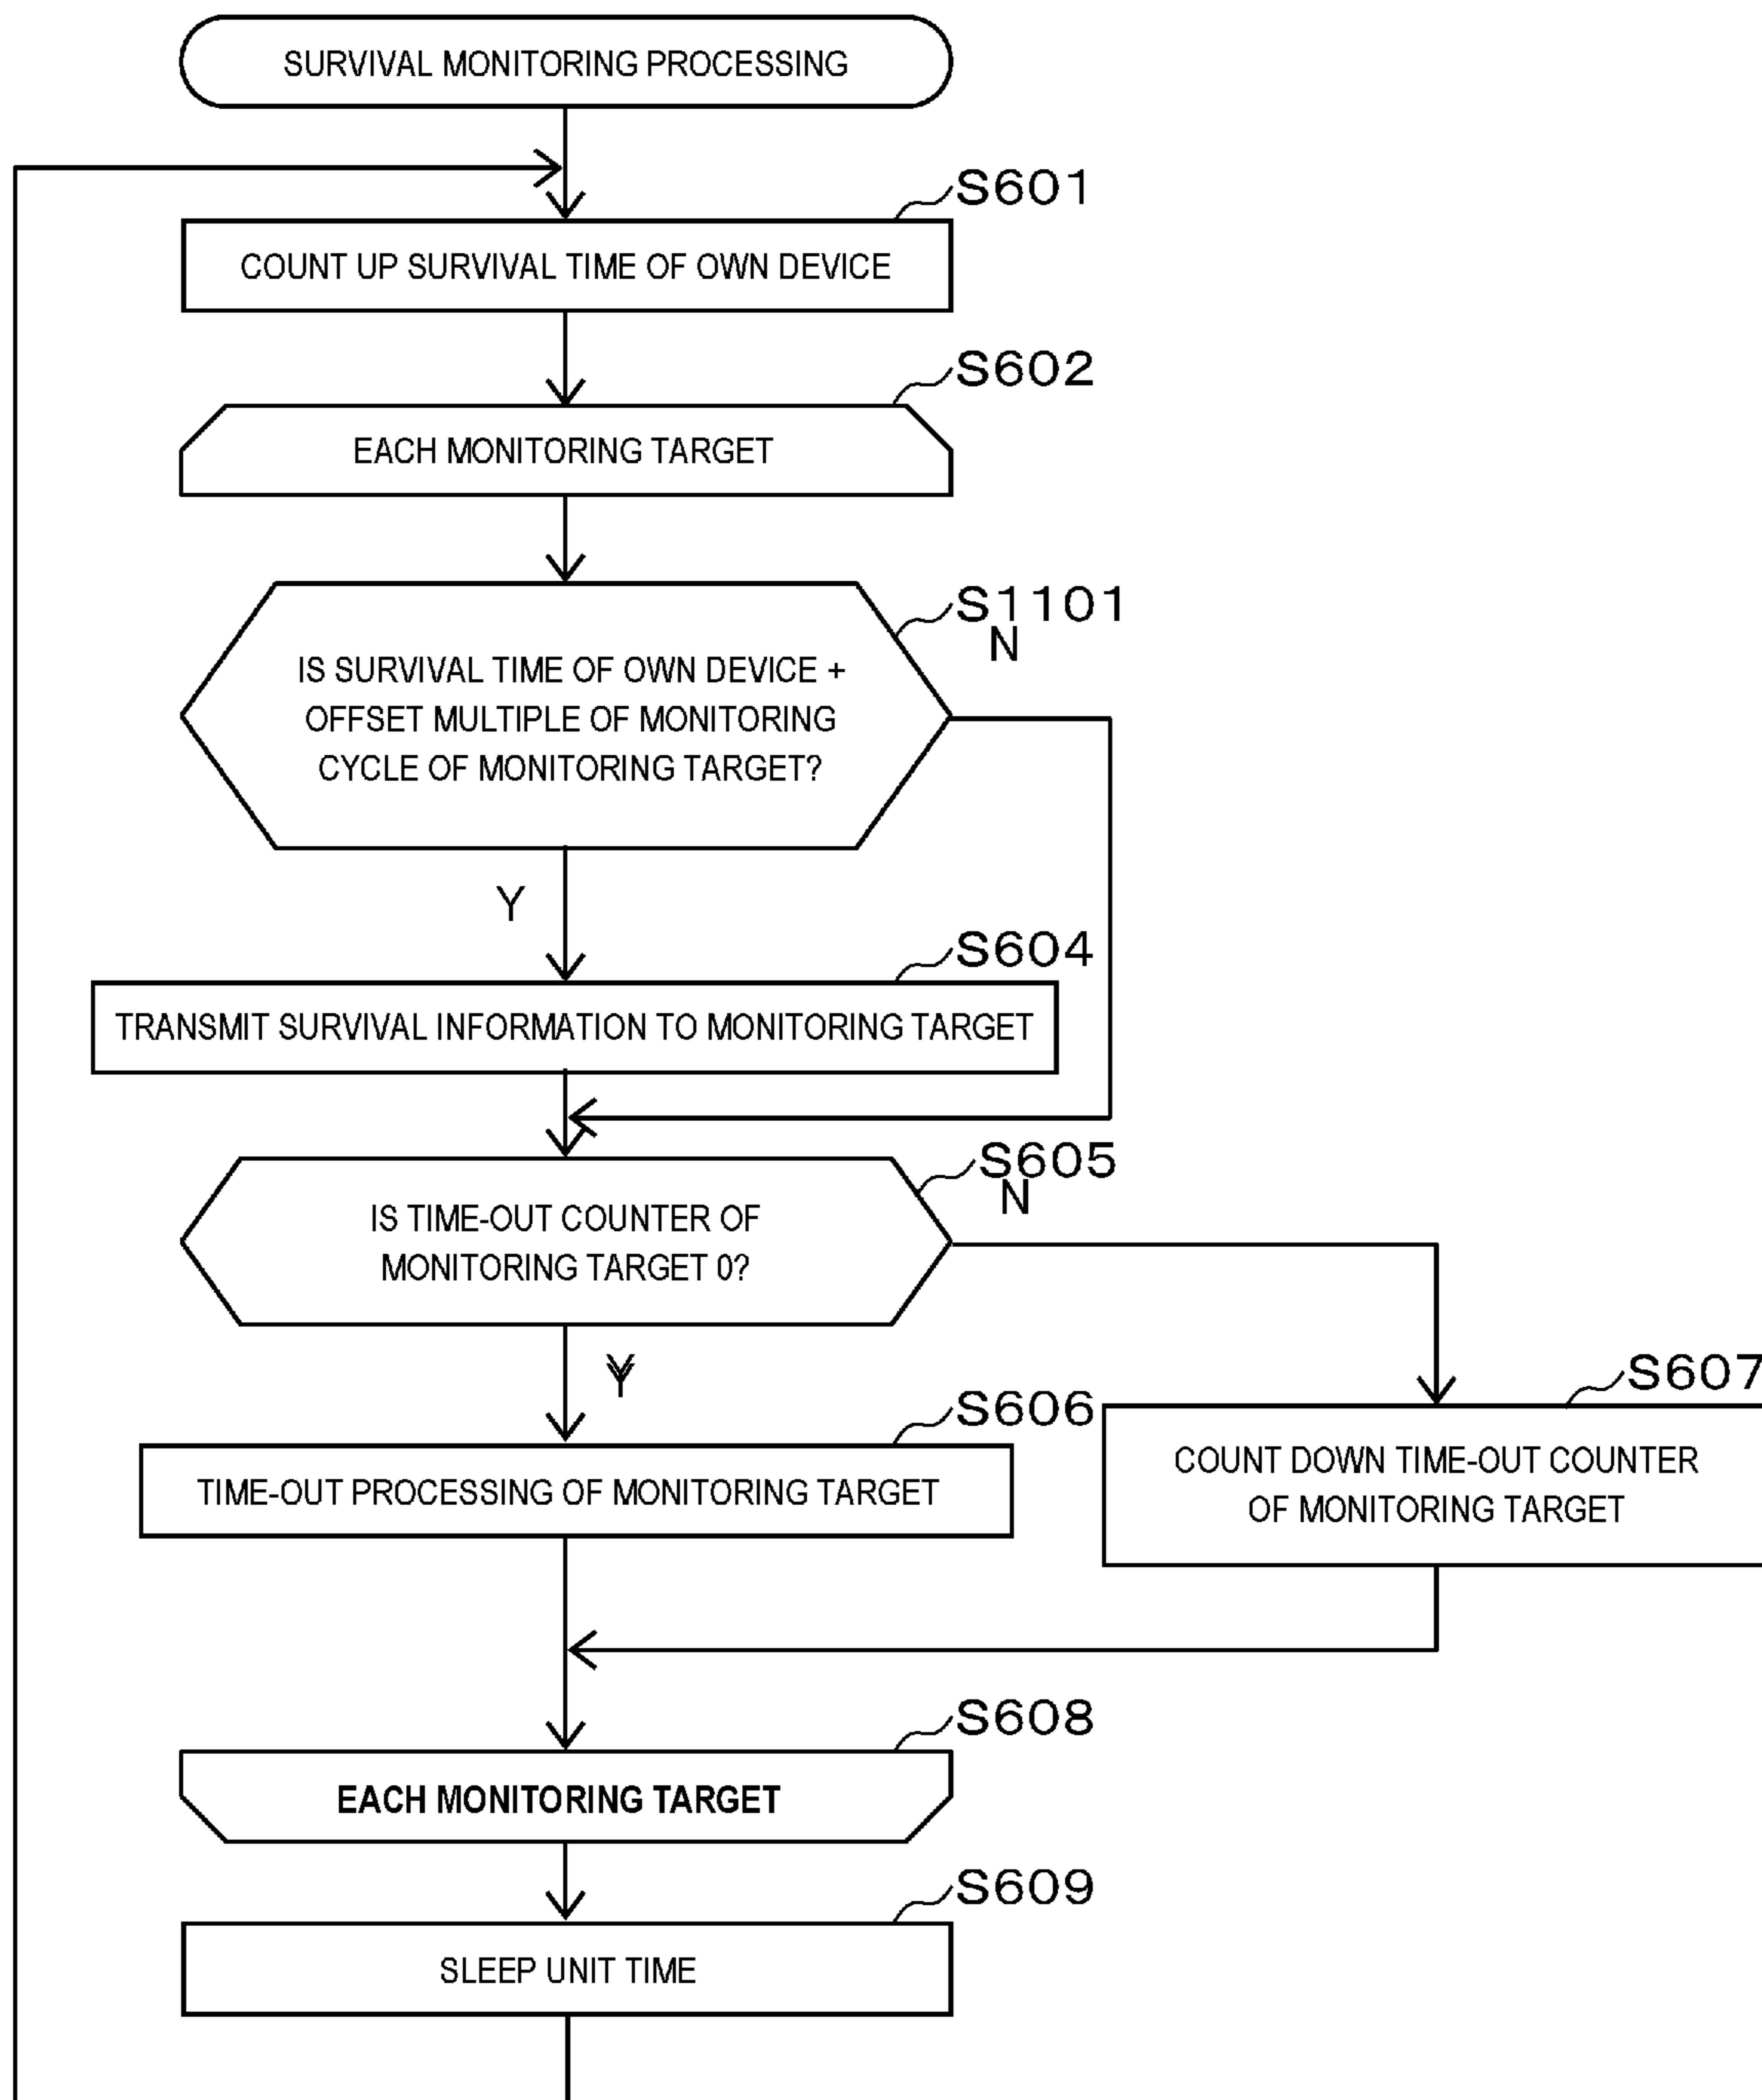 SURVIVAL MONITORING PROCESSING
S601
COUNT UP SURVIVAL TIME OF OWN DEVICE
S602
EACH MONITORING TARGET
S1101
N
IS SURVIVAL TIME OF OWN DEVICE +
OFFSET MULTIPLE OF MONITORING
CYCLE OF MONITORING TARGET?
Y
S604
TRANSMIT SURVIVAL INFORMATION TO MONITORING TARGET
S605
N
IS TIME-OUT COUNTER OF
MONITORING TARGET 0?
Y
S606
TIME-OUT PROCESSING OF MONITORING TARGET
S607
COUNT DOWN TIME-OUT COUNTER
OF MONITORING TARGET
S608
EACH MONITORING TARGET
S609
SLEEP UNIT TIME